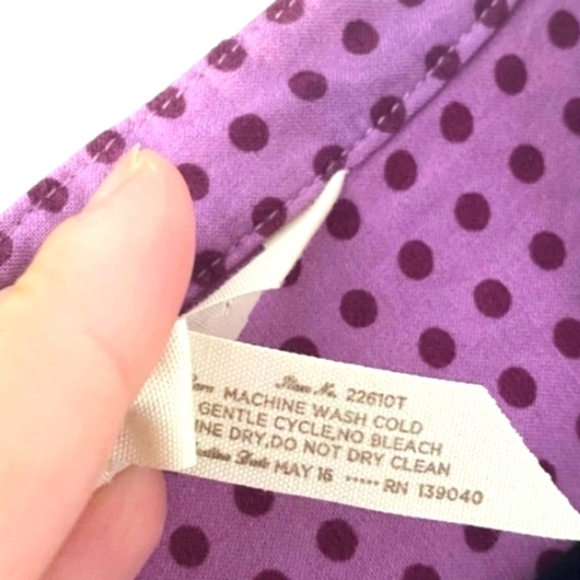 Item No. 22610T
MACHINE WASH COLD
GENTLE CYCLE,NO BLEACH
DRY,DO NOT DRY CLEAN
Date MAY 16 ····· RN 139040